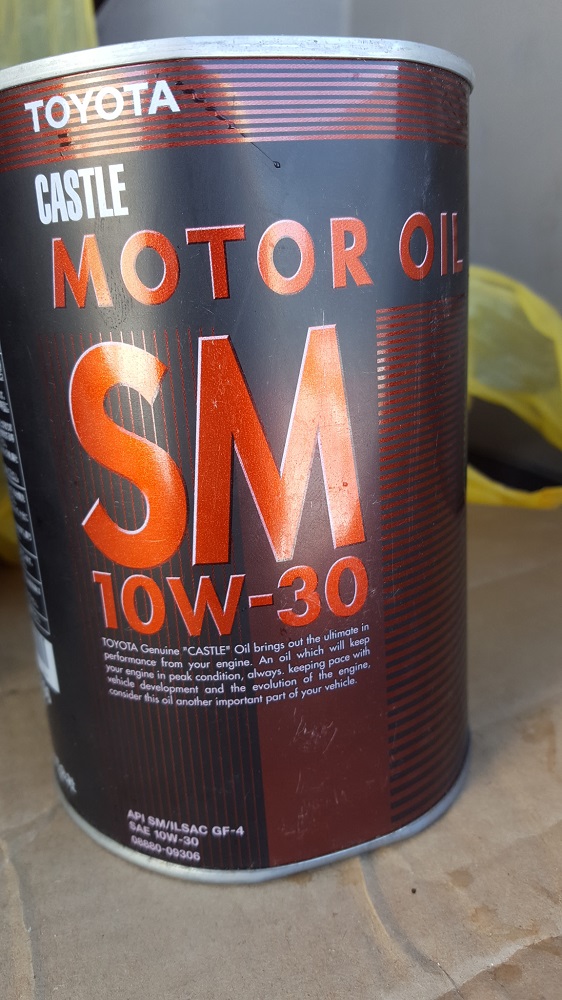 TOYOTA
CASTLE
MOTOR OIL
SM
10W-30
TOYOTA Genuine "CASTLE" Oil brings out the ultimate in
performance from your engine. An oil which will keep
your engine in peak condition, always. keeping pace with
vehicle development and the evolution of the engine,
consider this oil another important part of your vehicle.
API SM/ILSAC GF-4
SAE 10W-30
08880-09306